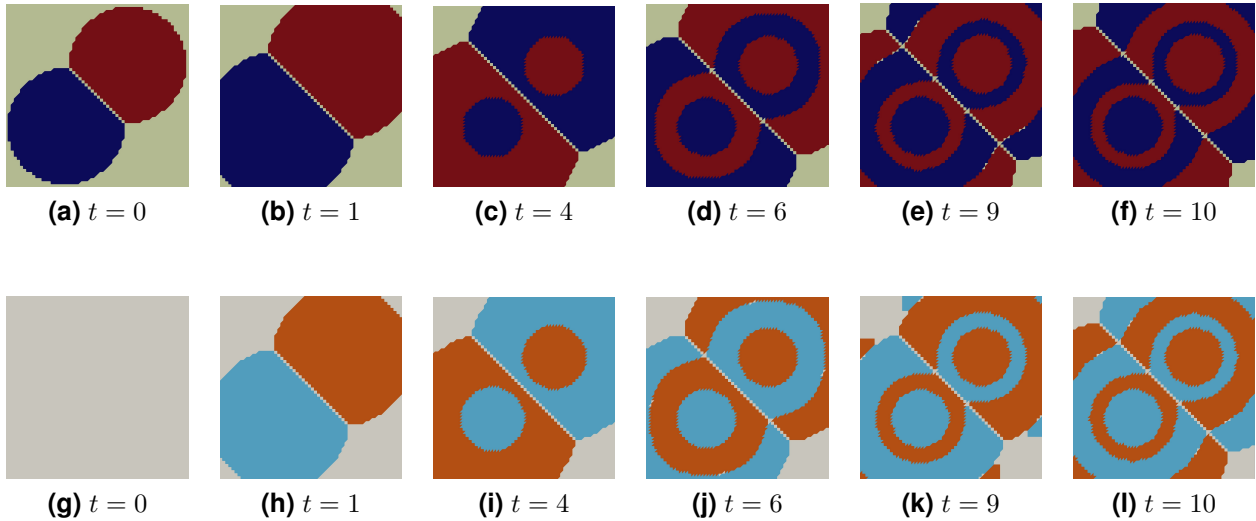 (a) t = 0 (b) t = 1 (c) t = 4 (d) t = 6 (e) t = 9 (f) t = 10
(g) t = 0 (h) t = 1 (i) t = 4 (j) t = 6 (k) t = 9 (l) t = 10